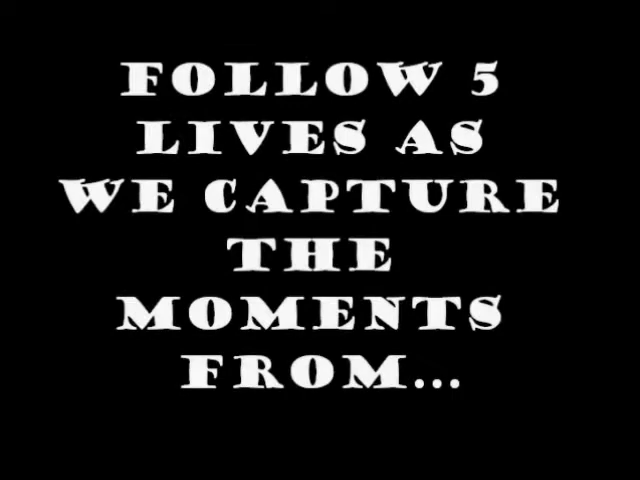 FOLLOW 5
LIVES AS
WE CAPTURE
THE
MOMENTS
FROM...